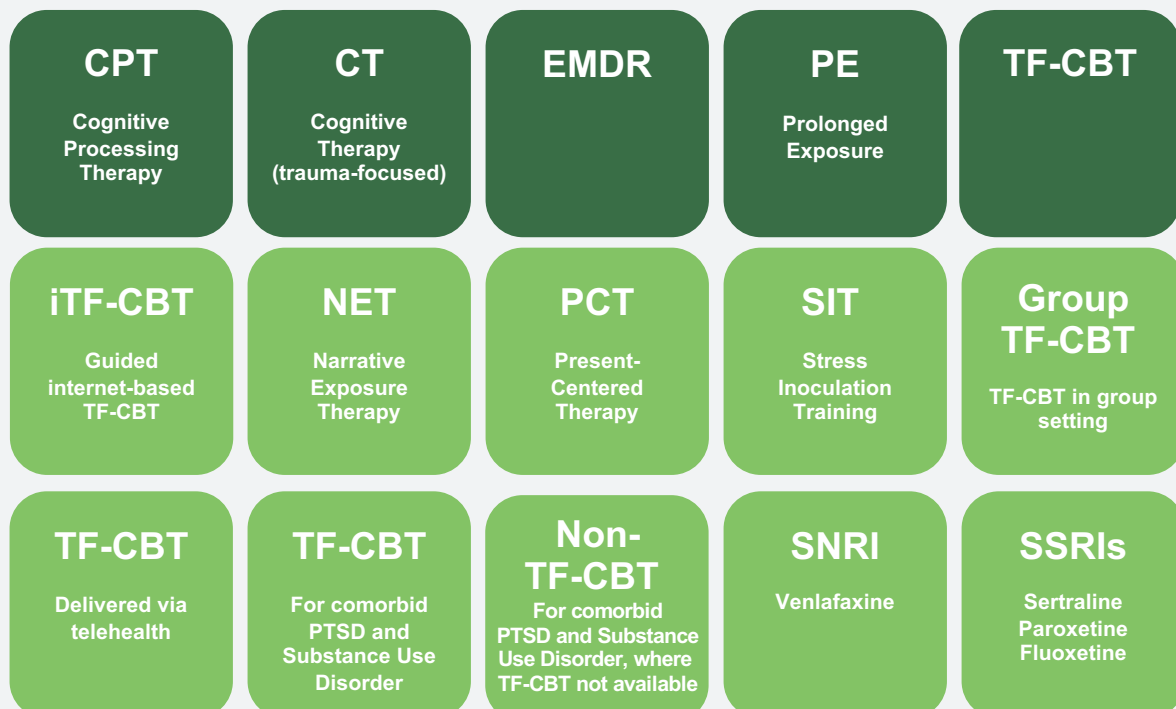 CPT
Cognitive
Processing
Therapy
CT
Cognitive
Therapy
(trauma-focused)
EMDR
PE
Prolonged
Exposure
TF-CBT
iTF-CBT
Guided
internet-based
TF-CBT
NET
Narrative
Exposure
Therapy
PCT
Present-
Centered
Therapy
SIT
Stress
Inoculation
Training
Group
TF-CBT
TF-CBT in group
setting
TF-CBT
Delivered via
telehealth
TF-CBT
For comorbid
PTSD and
Substance Use
Disorder
Non-
TF-CBT
For comorbid
PTSD and Substance
Use Disorder, where
TF-CBT not available
SNRI
Venlafaxine
SSRIs
Sertraline
Paroxetine
Fluoxetine